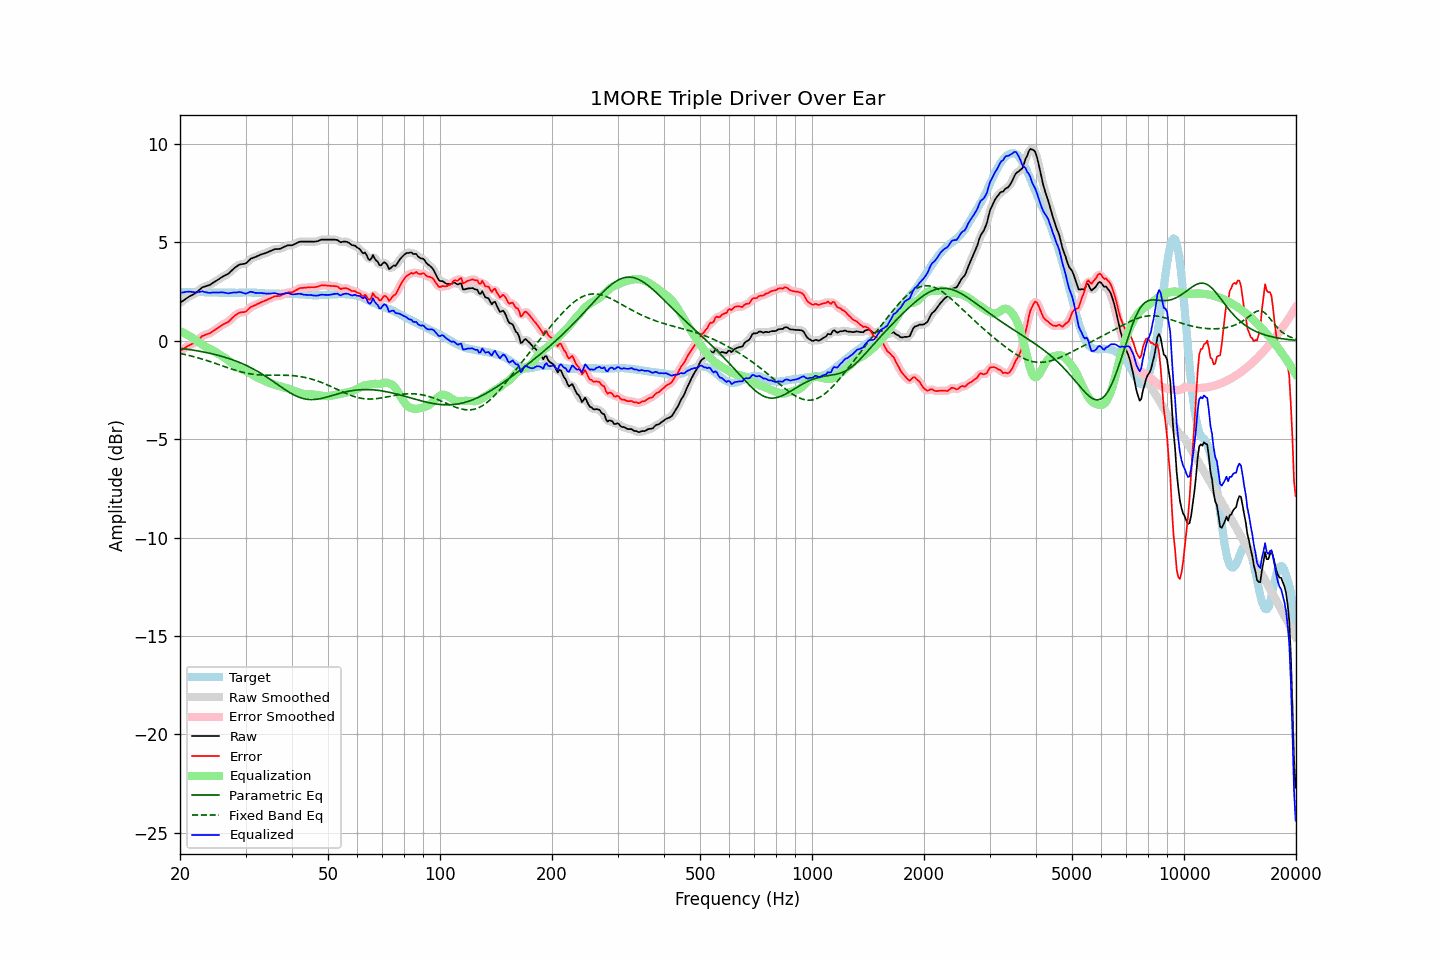 1MORE Triple Driver Over Ear
Amplitude (dBr)
10
5
0
−5
−10
−15
−20
−25
Target
Raw Smoothed
Error Smoothed
Raw
Error
Equalization
Parametric Eq
Fixed Band Eq
Equalized
20 50 100 200 500 1000 2000 5000 10000 20000
Frequency (Hz)